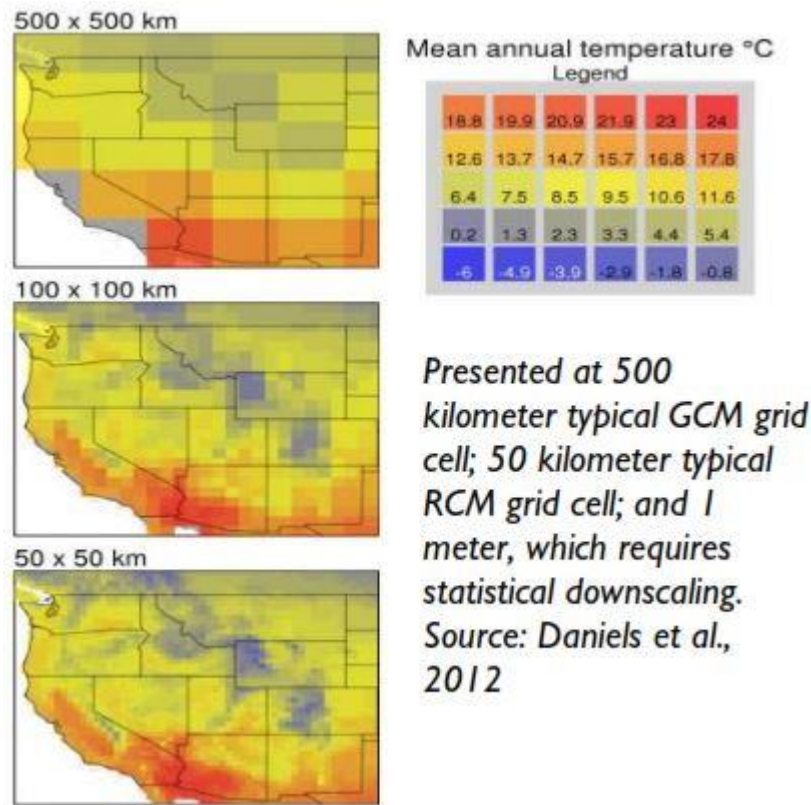 500 x 500 km
Mean annual temperature °C
Legend
18.8 19.9 20.9 21.9 23 24
12.6 13.7 14.7 15.7 16.8 17.8
6.4 7.5 8.5 9.5 10.6 11.6
0.2 1.3 2.3 3.3 4.4 5.4
-6 -4.9 -3.9 -2.9 -1.8 -0.8
100 x 100 km
Presented at 500
kilometer typical GCM grid
cell; 50 kilometer typical
RCM grid cell; and 1
meter, which requires
statistical downscaling.
Source: Daniels et al.,
2012
50 x 50 km